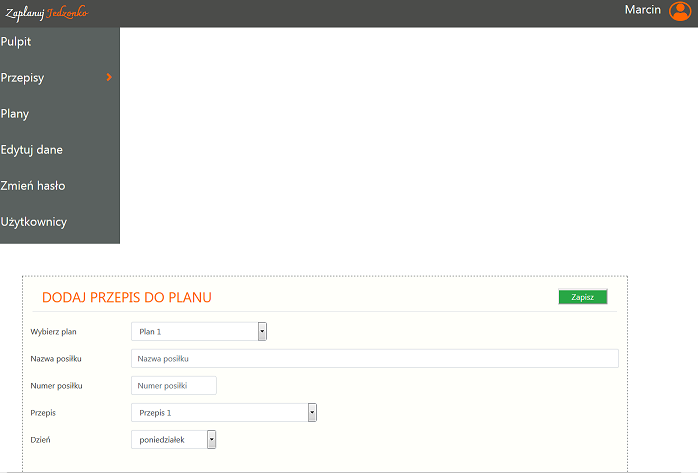 Zaplanuj Jedzonko
Marcin
Pulpit
Przepisy
Plany
Edytuj dane
Zmień hasło
Użytkownicy
DODAJ PRZEPIS DO PLANU
Zapisz
Wybierz plan
Plan 1
Nazwa posiłku
Nazwa posiłku
Numer posiłku
Numer posiłki
Przepis
Przepis 1
Dzień
poniedziałek